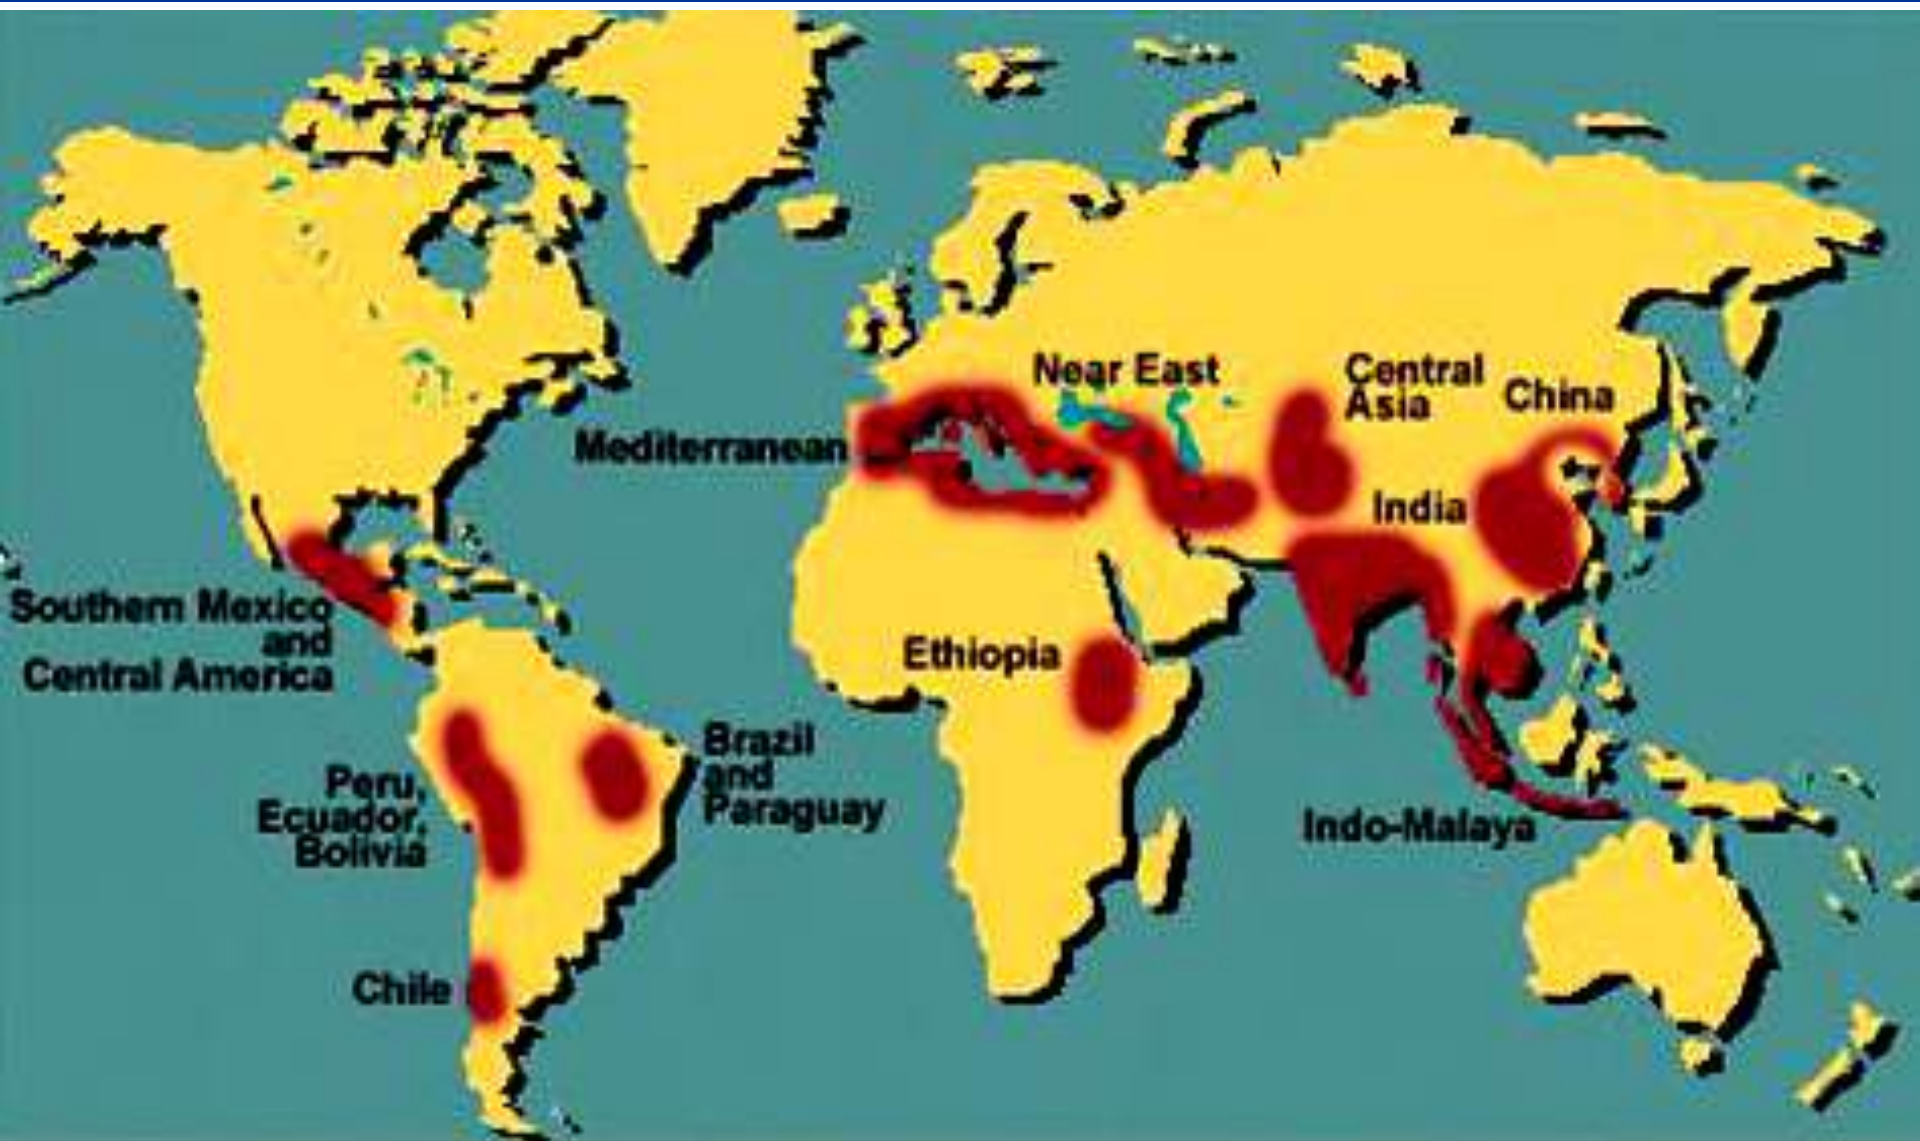 Near East
Central
Asia
China
Mediterranean
India
Southern Mexico
and
Central America
Ethiopia
Brazil
and
Paraguay
Peru,
Ecuador,
Bolivia
Indo-Malaya
Chile